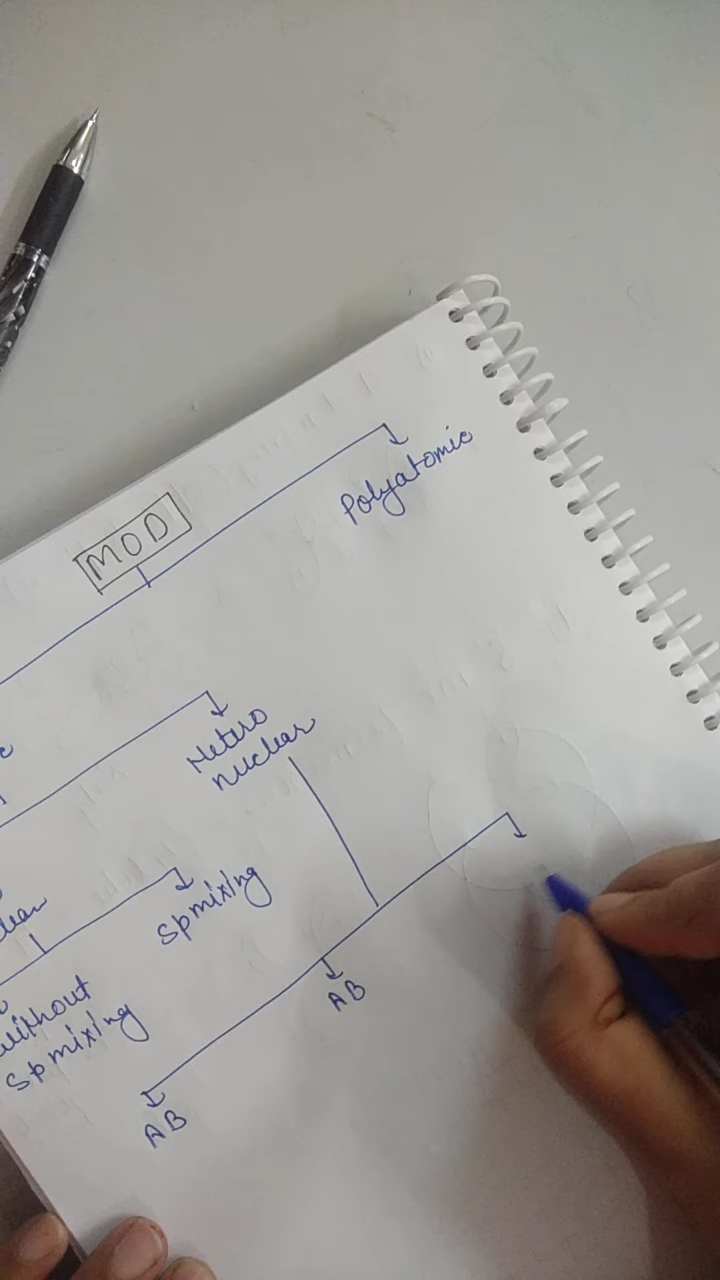 MOD
Polyatomic
Hetero
nuclear
sp mixing
without
sp mixing
AB
AB